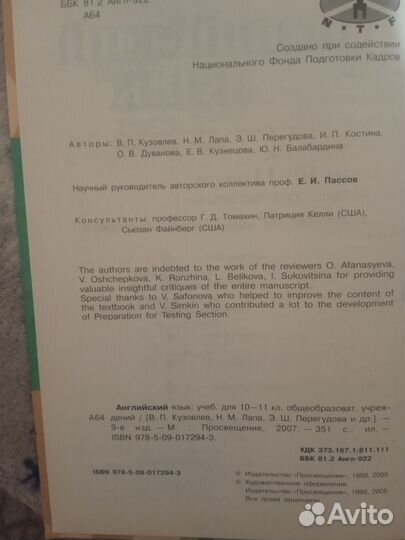 ББК 81.2 Англ-922
А64
N T F
Создано при содействии
Национального Фонда Подготовки Кадров
Авторы: В. П. Кузовлев, Н. М. Лапа, Э. Ш. Перегудова, И. П. Костина,
О. В. Дуванова, Е. В. Кузнецова, Ю. Н. Балабардина
Научный руководитель авторского коллектива проф. Е. И. Пассов
Консультанты: профессор Г. Д. Томахин, Патриция Келли (США),
Сьюзан Файнберг (США)
The authors are indebted to the work of the reviewers O. Afanasyeva,
V. Oshchepkova, K. Ronzhina, L. Belikova, I. Sukovitsina for providing
valuable insightful critiques of the entire manuscript.
Special thanks to V. Safonova who helped to improve the content of
the textbook and V. Simkin who contributed a lot to the development
of Preparation for Testing Section.
Английский язык: учеб. для 10—11 кл. общеобразоват. учреж-
А64 дений / [В. П. Кузовлев, Н. М. Лапа, Э. Ш. Перегудова и др.]. —
9-е изд. — М. : Просвещение, 2007. — 351 с.: ил. —
ISBN 978-5-09-017294-3.
УДК 373.167.1:811.111
ББК 81.2 Англ-922
ISBN 978-5-09-017294-3
© Издательство «Просвещение», 1999, 2005
© Художественное оформление.
Издательство «Просвещение», 1999, 2005
Все права защищены
Avito